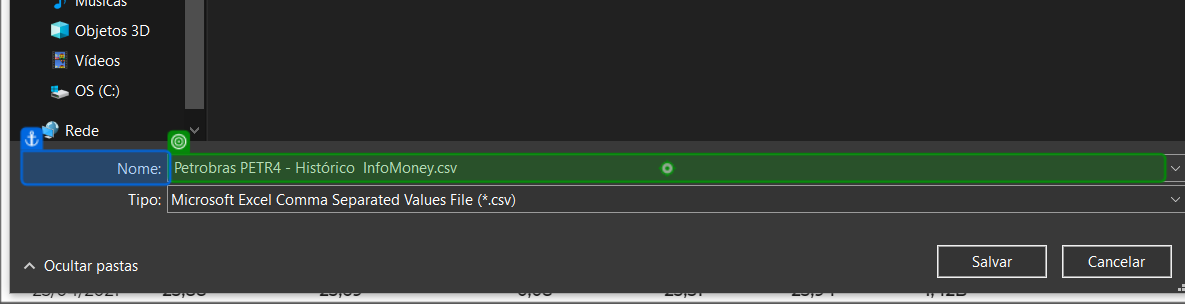 Músicas
Objetos 3D
Vídeos
OS (C:)
Rede
Nome: Petrobras PETR4 - Histórico  InfoMoney.csv
Tipo: Microsoft Excel Comma Separated Values File (*.csv)
Ocultar pastas
Salvar
Cancelar